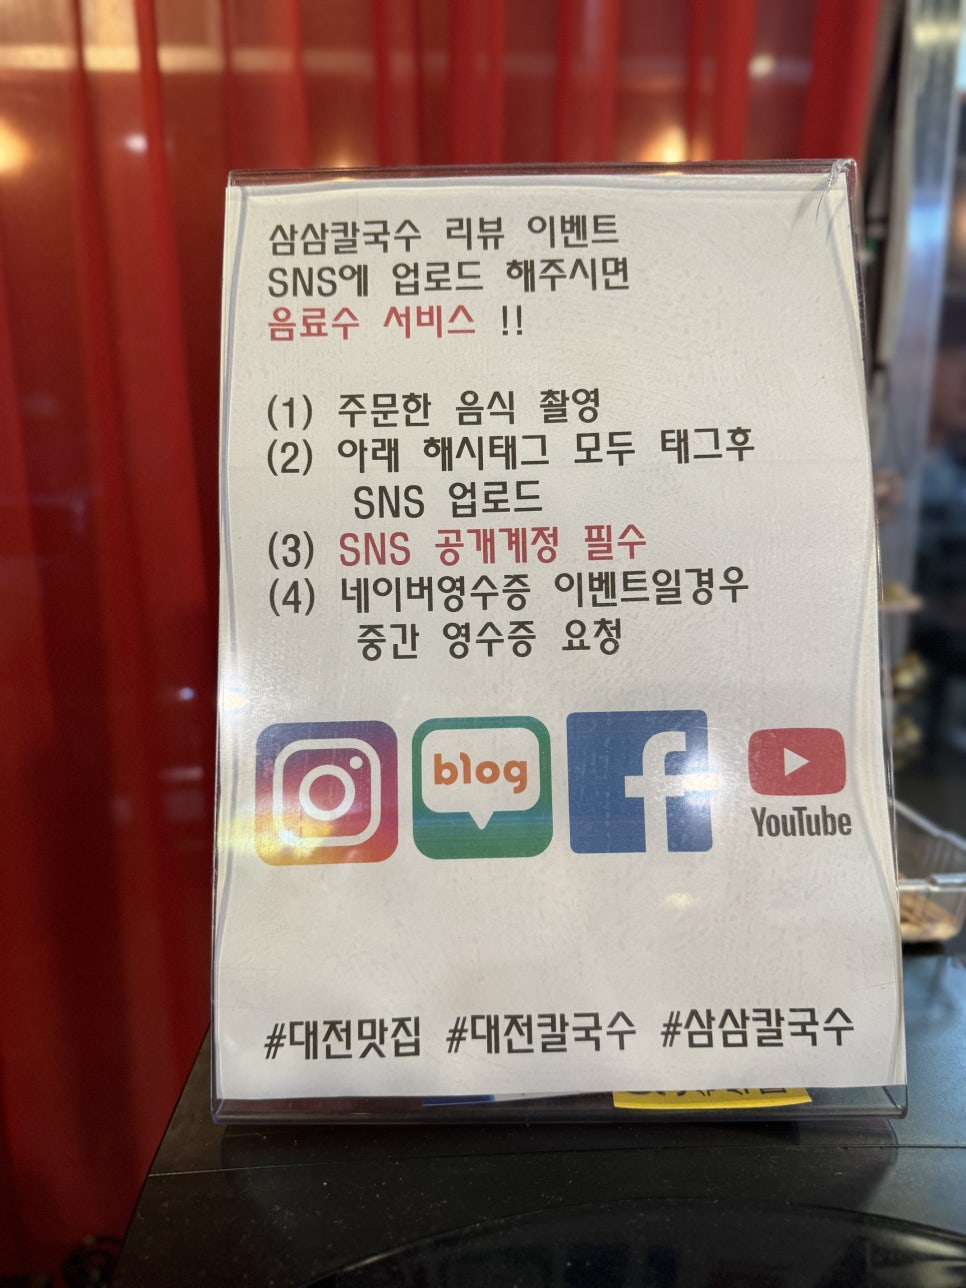 삼삼칼국수 리뷰 이벤트
SNS에 업로드 해주시면
음료수 서비스 !!
(1) 주문한 음식 촬영
(2) 아래 해시태그 모두 태그후
SNS 업로드
(3) SNS 공개계정 필수
(4) 네이버영수증 이벤트일경우
중간 영수증 요청
blog
YouTube
#대전맛집 #대전칼국수 #삼삼칼국수